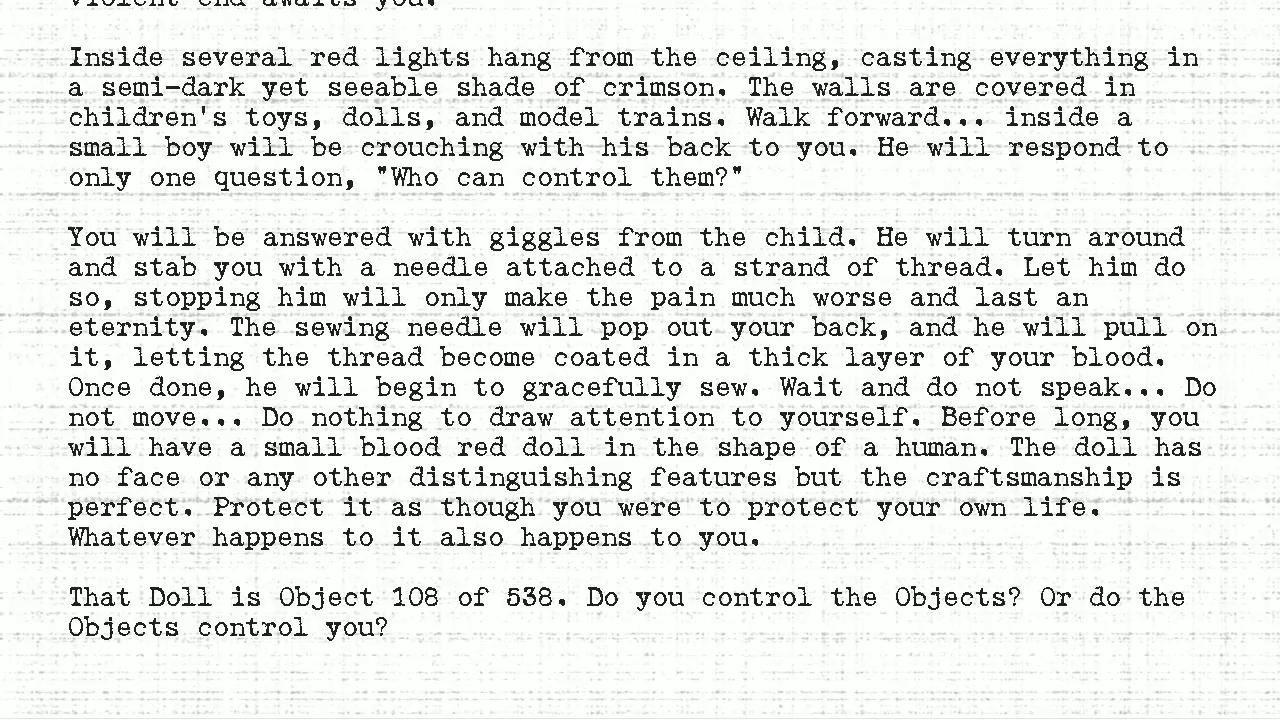 violent end awaits you.
Inside several red lights hang from the ceiling, casting everything in
a semi-dark yet seeable shade of crimson. The walls are covered in
children's toys, dolls, and model trains. Walk forward... inside a
small boy will be crouching with his back to you. He will respond to
only one question, "Who can control them?"
You will be answered with giggles from the child. He will turn around
and stab you with a needle attached to a strand of thread. Let him do
so, stopping him will only make the pain much worse and last an
eternity. The sewing needle will pop out your back, and he will pull on
it, letting the thread become coated in a thick layer of your blood.
Once done, he will begin to gracefully sew. Wait and do not speak... Do
not move... Do nothing to draw attention to yourself. Before long, you
will have a small blood red doll in the shape of a human. The doll has
no face or any other distinguishing features but the craftsmanship is
perfect. Protect it as though you were to protect your own life.
Whatever happens to it also happens to you.
That Doll is Object 108 of 538. Do you control the Objects? Or do the
Objects control you?